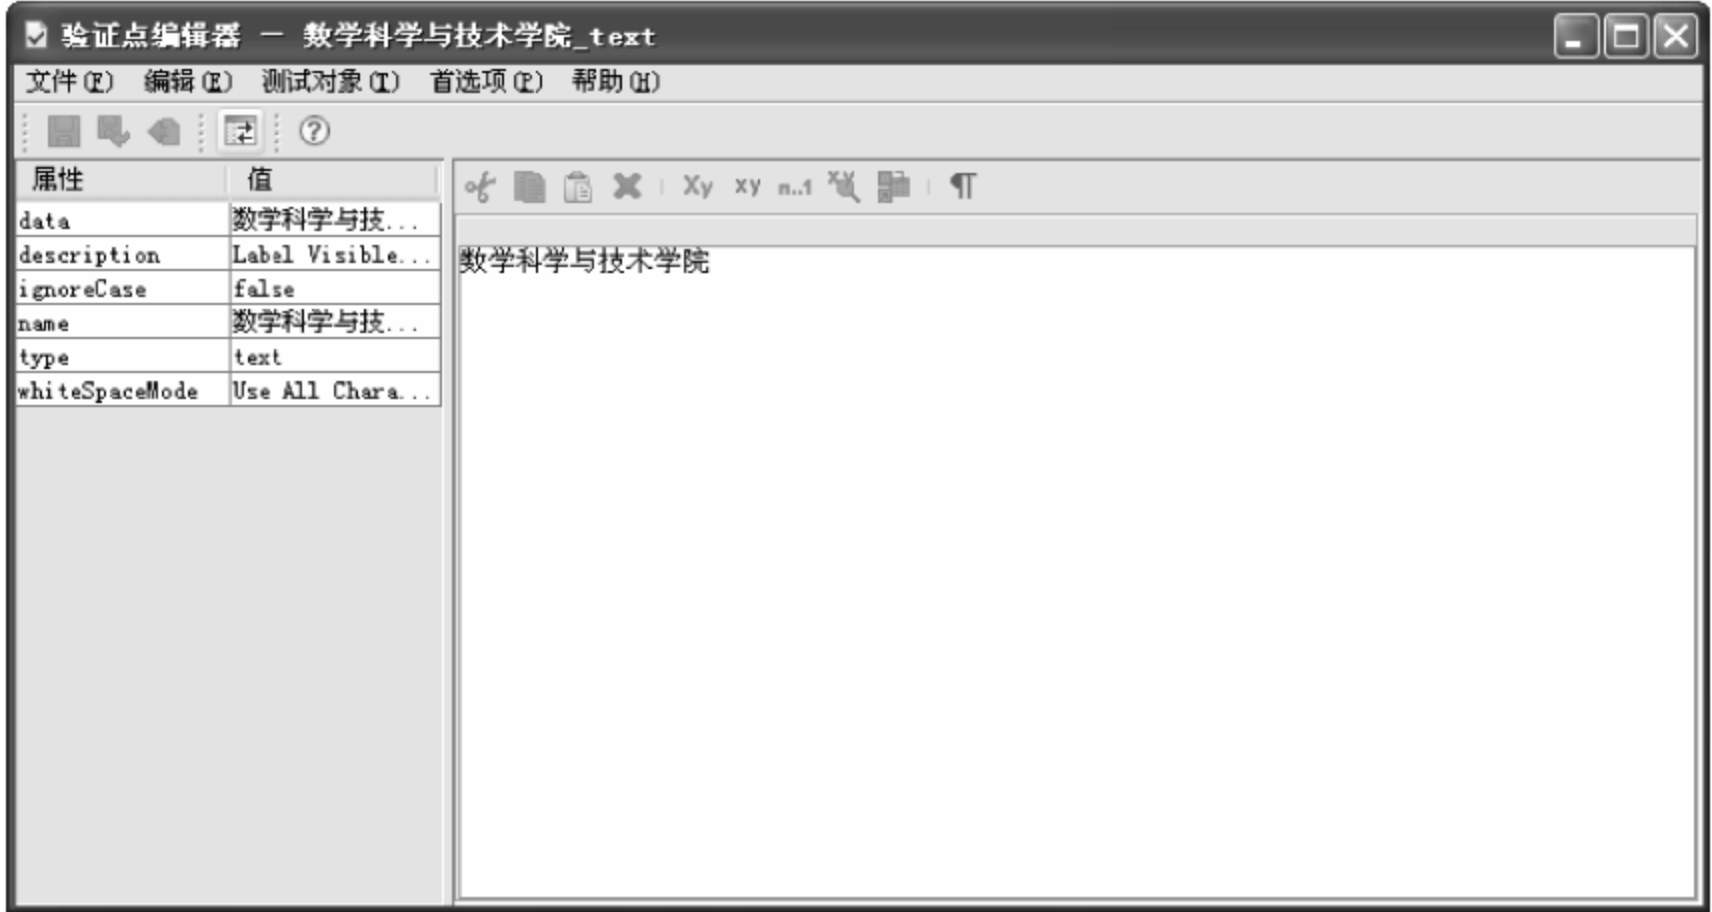 验证点编辑器 － 数学科学与技术学院_text
文件(F) 编辑(E) 测试对象(T) 首选项(P) 帮助(H)
属性 值
data 数学科学与技...
description Label Visible...
ignoreCase false
name 数学科学与技...
type text
whiteSpaceMode Use All Chara...
Xy xy n..1
数学科学与技术学院